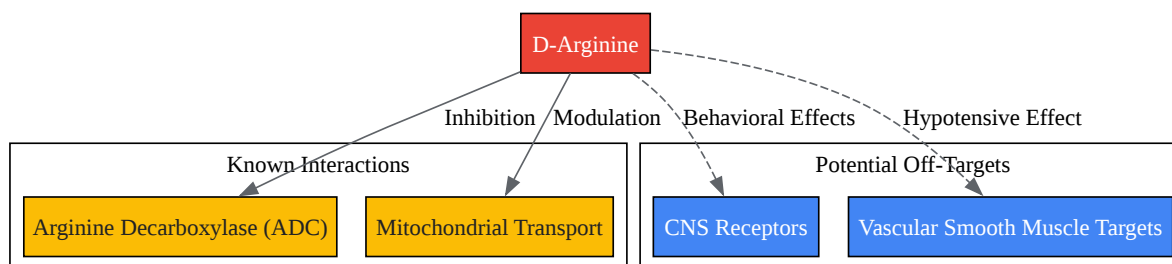 D-Arginine
Inhibition
Modulation
Behavioral Effects
Hypotensive Effect
Known Interactions
Potential Off-Targets
Arginine Decarboxylase (ADC)
Mitochondrial Transport
CNS Receptors
Vascular Smooth Muscle Targets